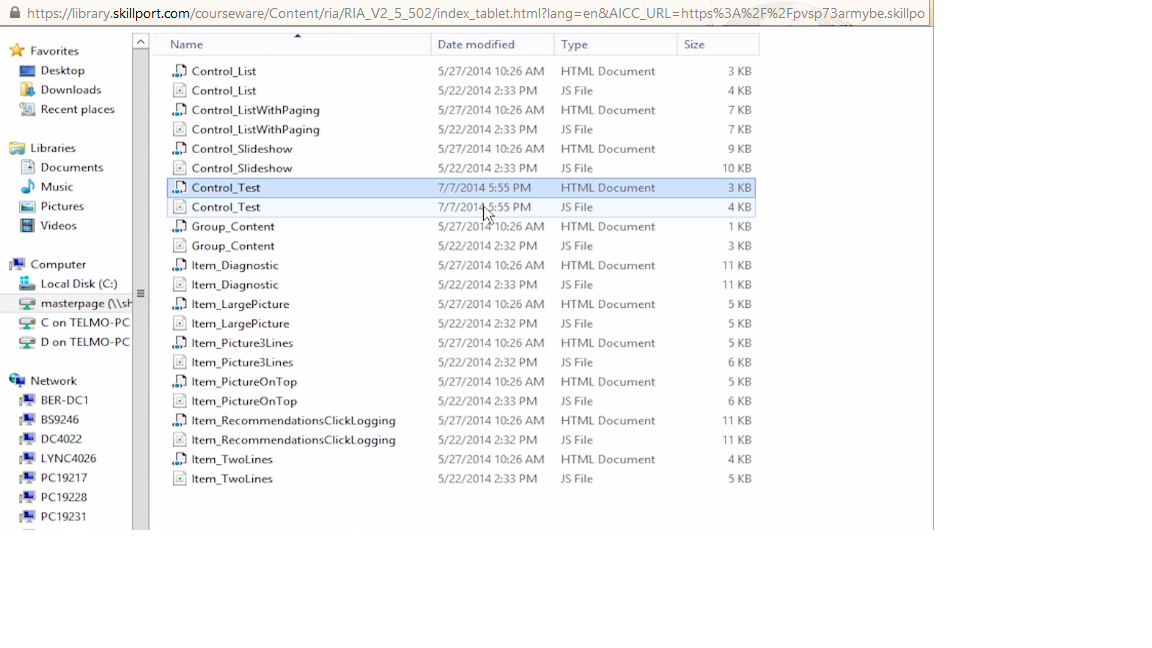 https://library.skillport.com/courseware/Content/ria/RIA_V2_5_502/index_tablet.html?lang=en&AICC_URL=https%3A%2F%2Fpvsp73armybe.skillpo
Favorites
Desktop
Downloads
Recent places
Libraries
Documents
Music
Pictures
Videos
Computer
Local Disk (C:)
masterpage (\\sh
C on TELMO-PC
D on TELMO-PC
Network
BER-DC1
BS9246
DC4022
LYNC4026
PC19217
PC19228
PC19231
Name Date modified Type Size
Control_List 5/27/2014 10:26 AM HTML Document 3 KB
Control_List 5/22/2014 2:33 PM JS File 4 KB
Control_ListWithPaging 5/27/2014 10:26 AM HTML Document 7 KB
Control_ListWithPaging 5/22/2014 2:33 PM JS File 7 KB
Control_Slideshow 5/27/2014 10:26 AM HTML Document 9 KB
Control_Slideshow 5/22/2014 2:33 PM JS File 10 KB
Control_Test 7/7/2014 5:55 PM HTML Document 3 KB
Control_Test 7/7/2014 5:55 PM JS File 4 KB
Group_Content 5/27/2014 10:26 AM HTML Document 1 KB
Group_Content 5/22/2014 2:32 PM JS File 3 KB
Item_Diagnostic 5/27/2014 10:26 AM HTML Document 11 KB
Item_Diagnostic 5/22/2014 2:33 PM JS File 11 KB
Item_LargePicture 5/27/2014 10:26 AM HTML Document 5 KB
Item_LargePicture 5/22/2014 2:32 PM JS File 5 KB
Item_Picture3Lines 5/27/2014 10:26 AM HTML Document 5 KB
Item_Picture3Lines 5/22/2014 2:32 PM JS File 6 KB
Item_PictureOnTop 5/27/2014 10:26 AM HTML Document 5 KB
Item_PictureOnTop 5/22/2014 2:33 PM JS File 6 KB
Item_RecommendationsClickLogging 5/27/2014 10:26 AM HTML Document 11 KB
Item_RecommendationsClickLogging 5/22/2014 2:32 PM JS File 11 KB
Item_TwoLines 5/27/2014 10:26 AM HTML Document 4 KB
Item_TwoLines 5/22/2014 2:33 PM JS File 5 KB